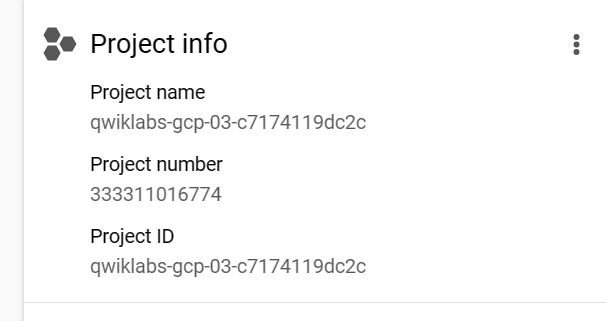 Project info
Project name
qwiklabs-gcp-03-c7174119dc2c
Project number
333311016774
Project ID
qwiklabs-gcp-03-c7174119dc2c